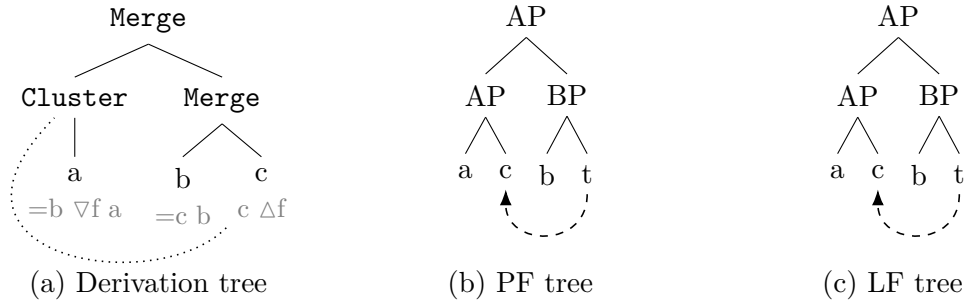 Merge
Cluster Merge
a b c
=b ▽f a =c b c △f
(a) Derivation tree
AP
AP BP
a c b t
(b) PF tree
AP
AP BP
a c b t
(c) LF tree